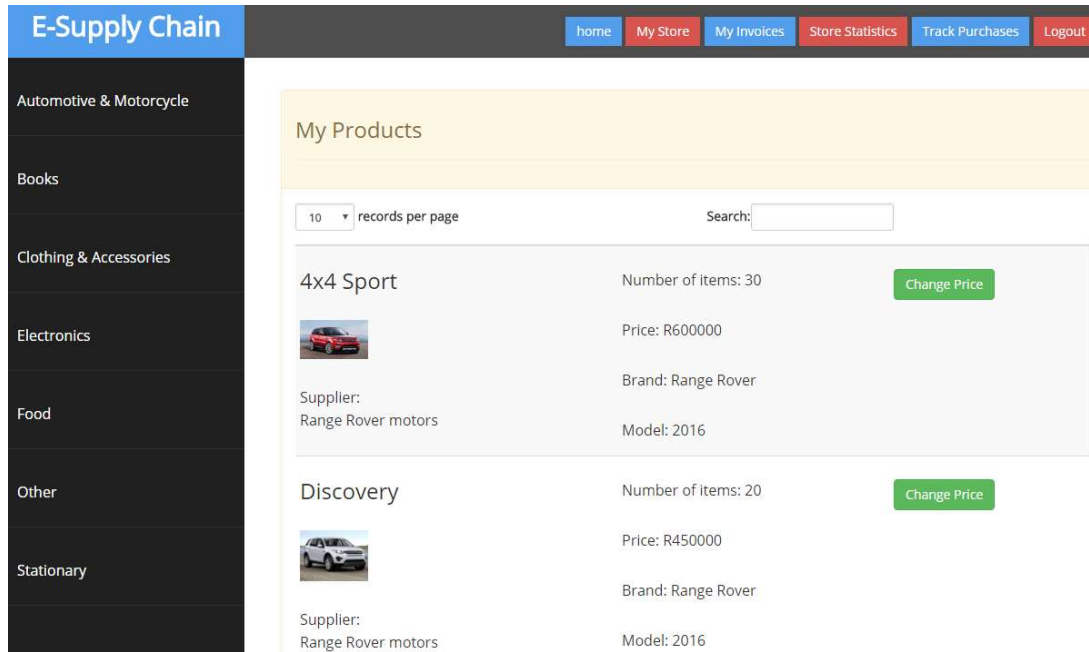 E-Supply Chain
home My Store My Invoices Store Statistics Track Purchases Logout
Automotive & Motorcycle
Books
Clothing & Accessories
Electronics
Food
Other
Stationary
My Products
10 records per page Search:
4x4 Sport
Supplier:
Range Rover motors
Number of items: 30
Price: R600000
Brand: Range Rover
Model: 2016
Change Price
Discovery
Supplier:
Range Rover motors
Number of items: 20
Price: R450000
Brand: Range Rover
Model: 2016
Change Price